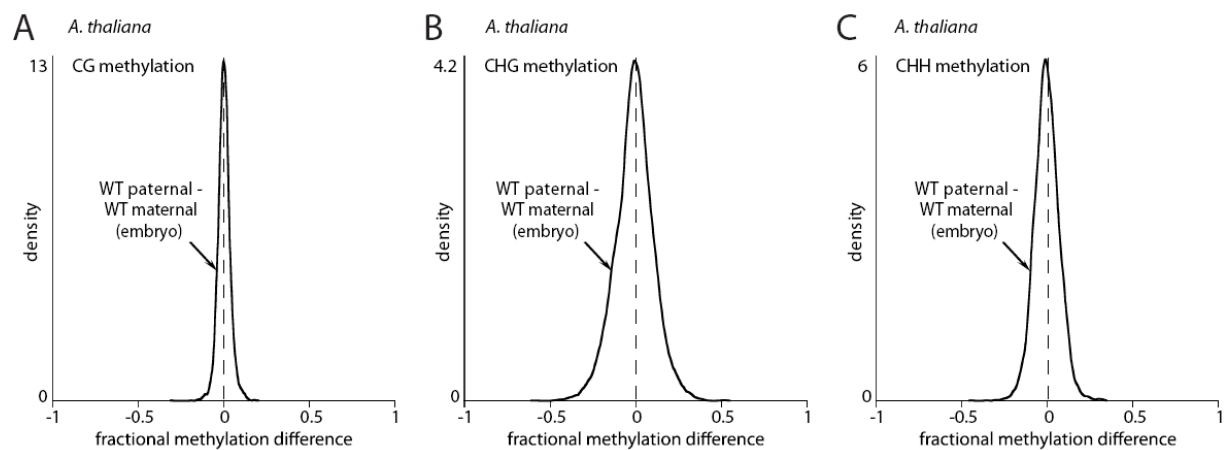 A
A. thaliana
13
CG methylation
WT paternal -
WT maternal
(embryo)
density
0
-1
-0.5
0
0.5
1
fractional methylation difference
B
A. thaliana
4.2
CHG methylation
WT paternal -
WT maternal
(embryo)
density
0
-1
-0.5
0
0.5
1
fractional methylation difference
C
A. thaliana
6
CHH methylation
WT paternal -
WT maternal
(embryo)
density
0
-1
-0.5
0
0.5
1
fractional methylation difference